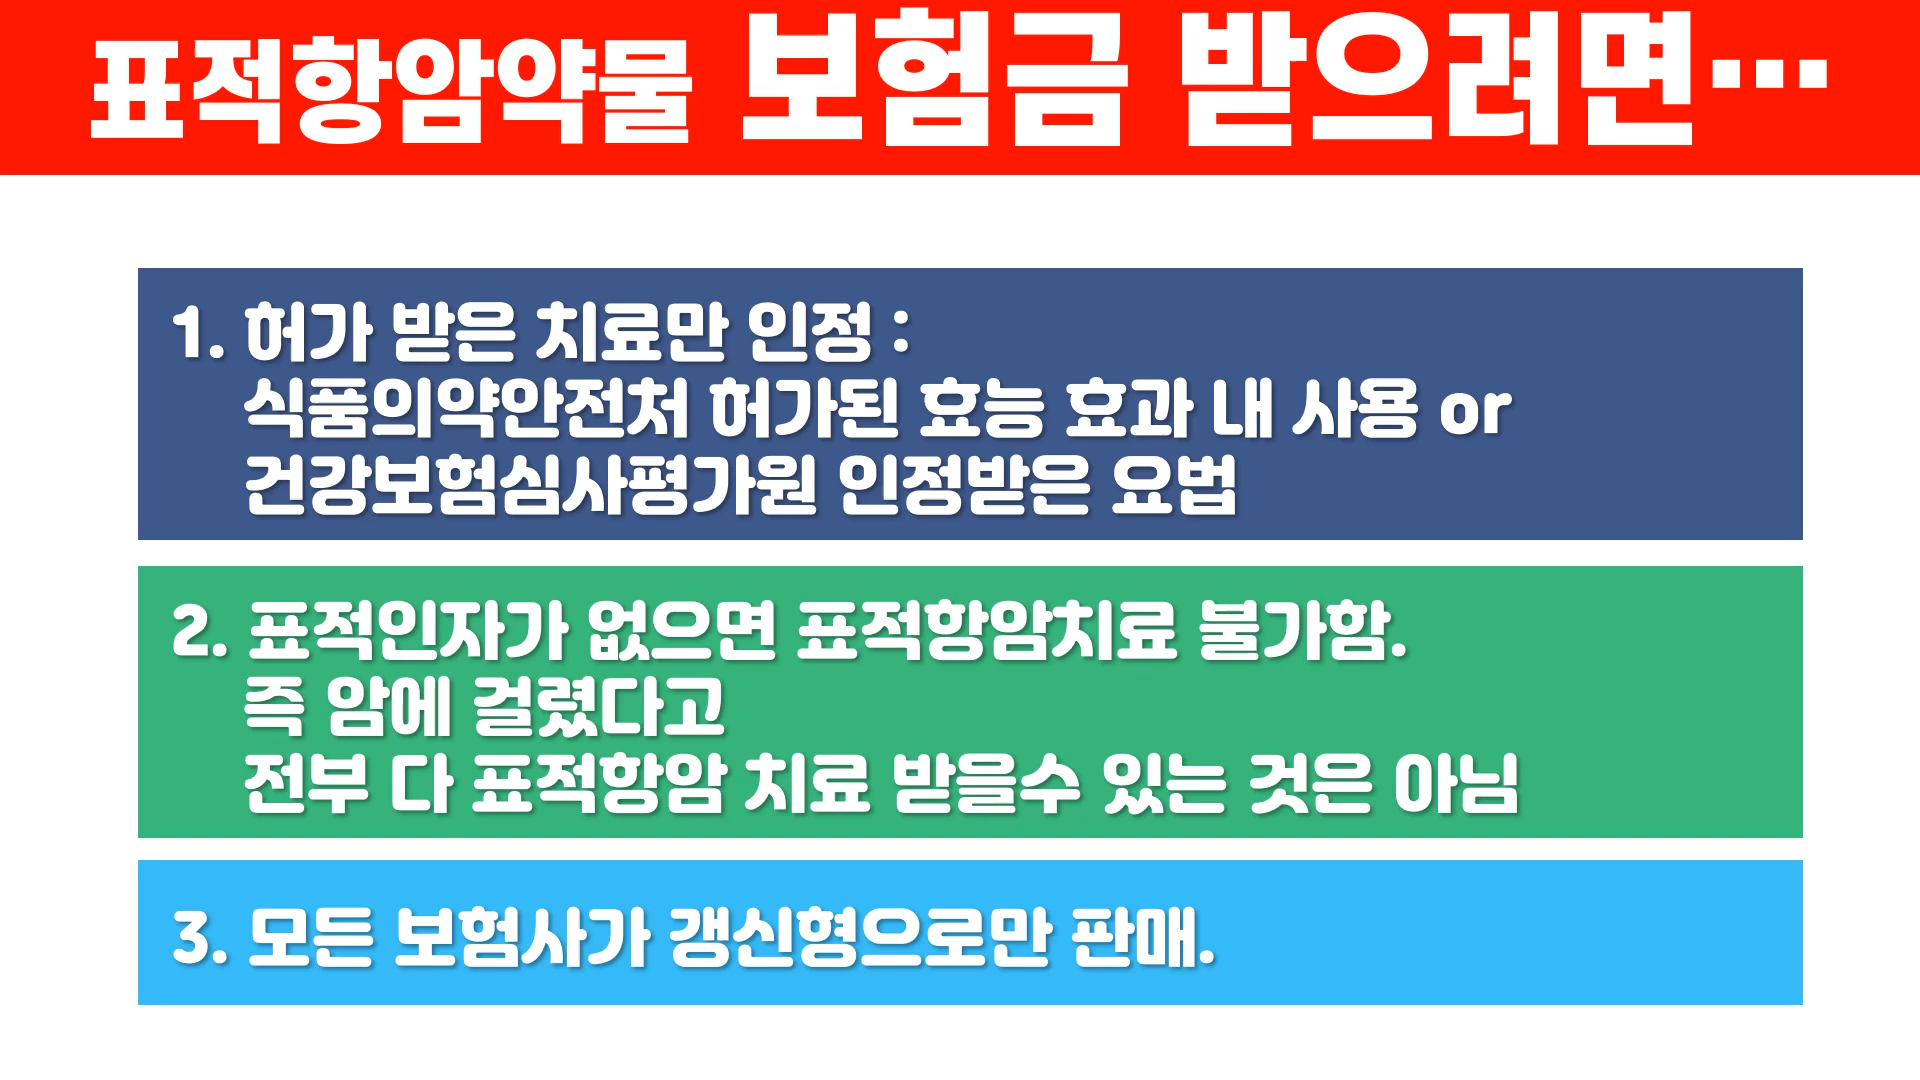 표적항암약물 보험금 받으려면…
1. 허가 받은 치료만 인정 :
식품의약안전처 허가된 효능 효과 내 사용 or
건강보험심사평가원 인정받은 요법
2. 표적인자가 없으면 표적항암치료 불가함.
즉 암에 걸렸다고
전부 다 표적항암 치료 받을수 있는 것은 아님
3. 모든 보험사가 갱신형으로만 판매.